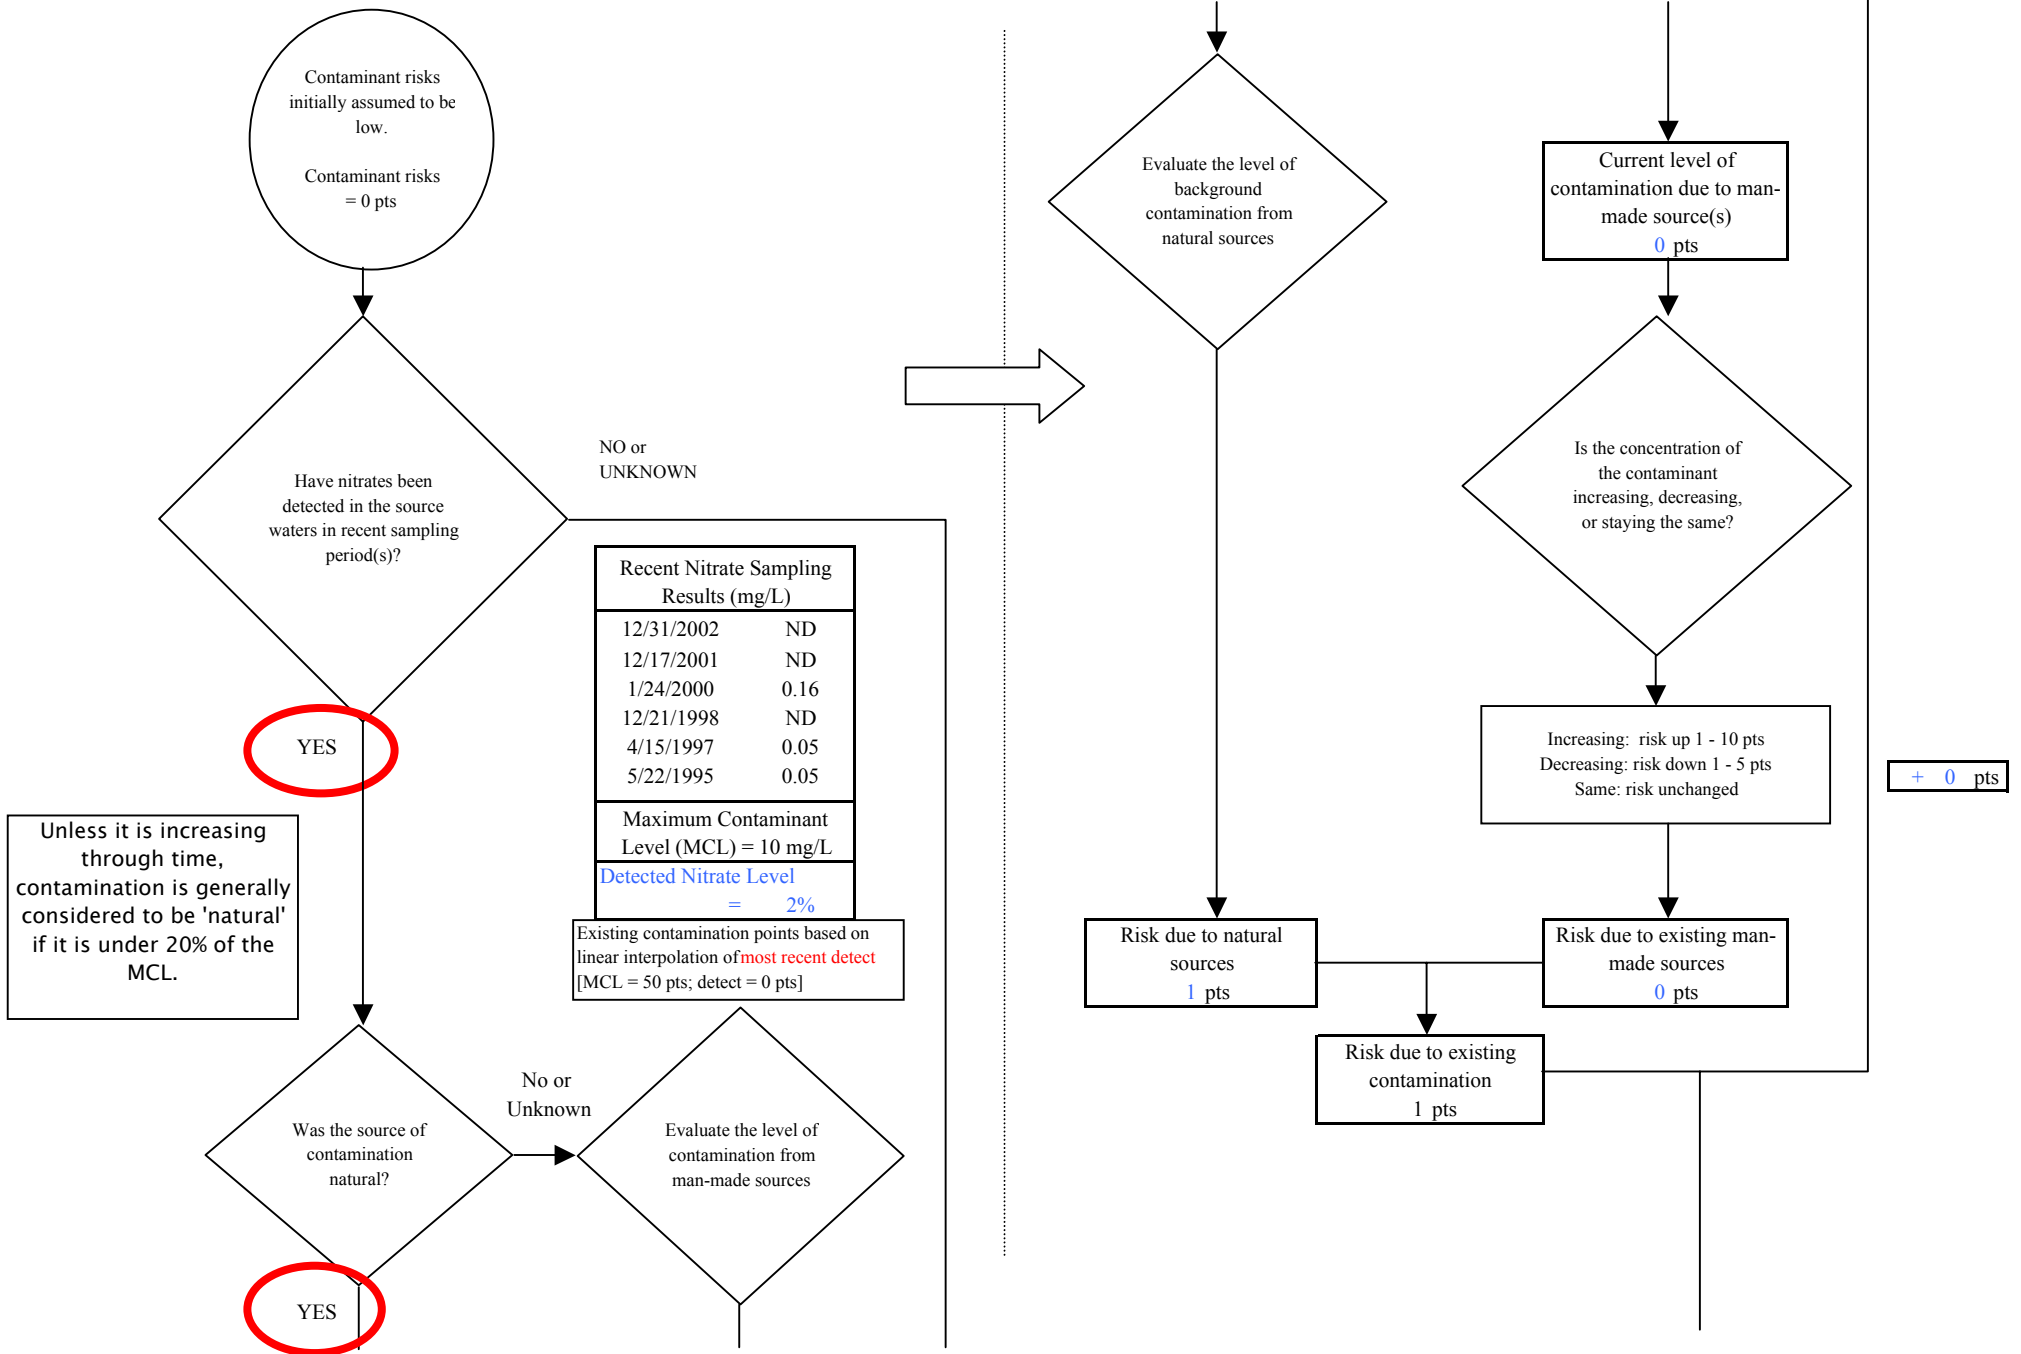 Contaminant risks
initially assumed to be
low.
Contaminant risks
= 0 pts
Have nitrates been
detected in the source
waters in recent sampling
period(s)?
NO or
UNKNOWN
YES
Recent Nitrate Sampling
Results (mg/L)
12/31/2002 ND
12/17/2001 ND
1/24/2000 0.16
12/21/1998 ND
4/15/1997 0.05
5/22/1995 0.05
Maximum Contaminant
Level (MCL) = 10 mg/L
Detected Nitrate Level
= 2%
Existing contamination points based on
linear interpolation of most recent detect
[MCL = 50 pts; detect = 0 pts]
Unless it is increasing
through time,
contamination is generally
considered to be 'natural'
if it is under 20% of the
MCL.
Was the source of
contamination
natural?
No or
Unknown
Evaluate the level of
contamination from
man-made sources
YES
Evaluate the level of
background
contamination from
natural sources
Current level of
contamination due to man-
made source(s)
0 pts
Is the concentration of
the contaminant
increasing, decreasing,
or staying the same?
Increasing: risk up 1 - 10 pts
Decreasing: risk down 1 - 5 pts
Same: risk unchanged
+ 0 pts
Risk due to natural
sources
1 pts
Risk due to existing man-
made sources
0 pts
Risk due to existing
contamination
1 pts